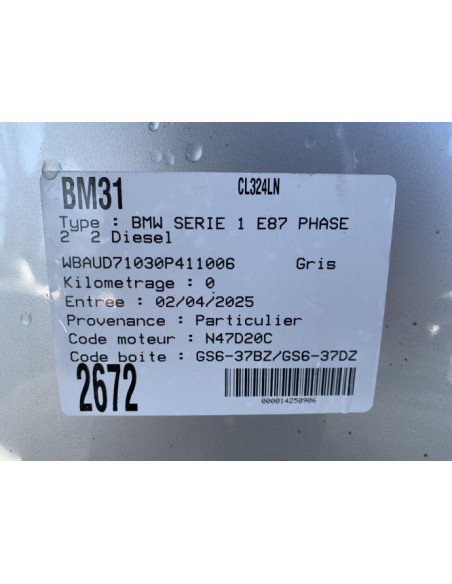 BM31 CL324LN
Type : BMW SERIE 1 E87 PHASE
2 2 Diesel
WBAUD71030P411006 Gris
Kilometrage : 0
Entrée : 02/04/2025
Provenance : Particulier
Code moteur : N47D20C
Code boite : GS6-37BZ/GS6-37DZ
2672
000014250906